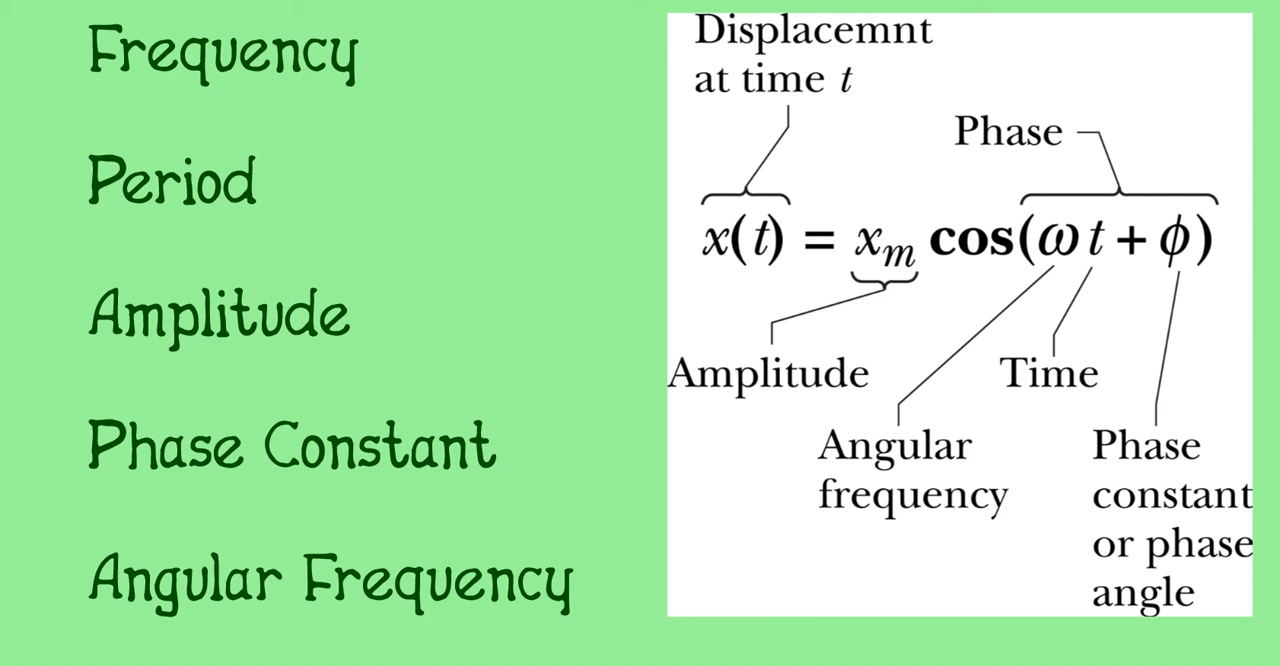 Frequency
Period
Amplitude
Phase Constant
Angular Frequency
Displacemnt
at time t
Phase
x(t) = x_m cos(ω t + ϕ)
Amplitude
Time
Angular
frequency
Phase
constant
or phase
angle